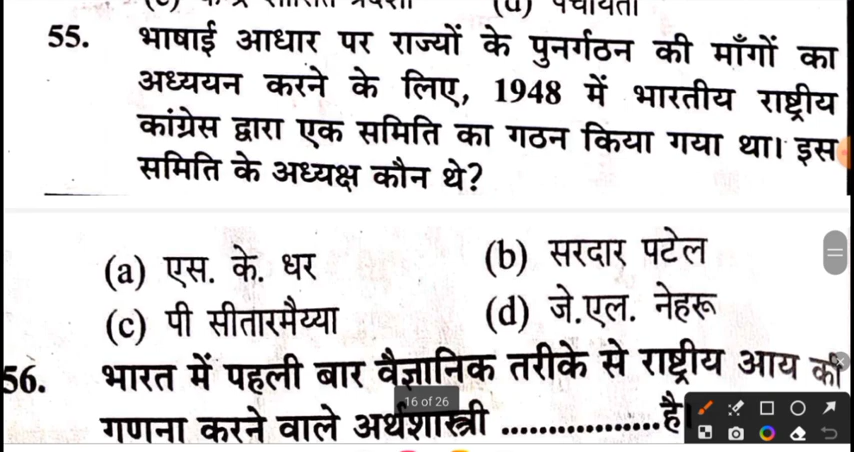 (d) पंचायती
55. भाषाई आधार पर राज्यों के पुनर्गठन की माँगों का
अध्ययन करने के लिए, 1948 में भारतीय राष्ट्रीय
कांग्रेस द्वारा एक समिति का गठन किया गया था। इस
समिति के अध्यक्ष कौन थे?
(a) एस. के. धर (b) सरदार पटेल
(c) पी सीतारमैय्या (d) जे.एल. नेहरू
56. भारत में पहली बार वैज्ञानिक तरीके से राष्ट्रीय आय की
16 of 26
गणना करने वाले अर्थशास्त्री ................. है